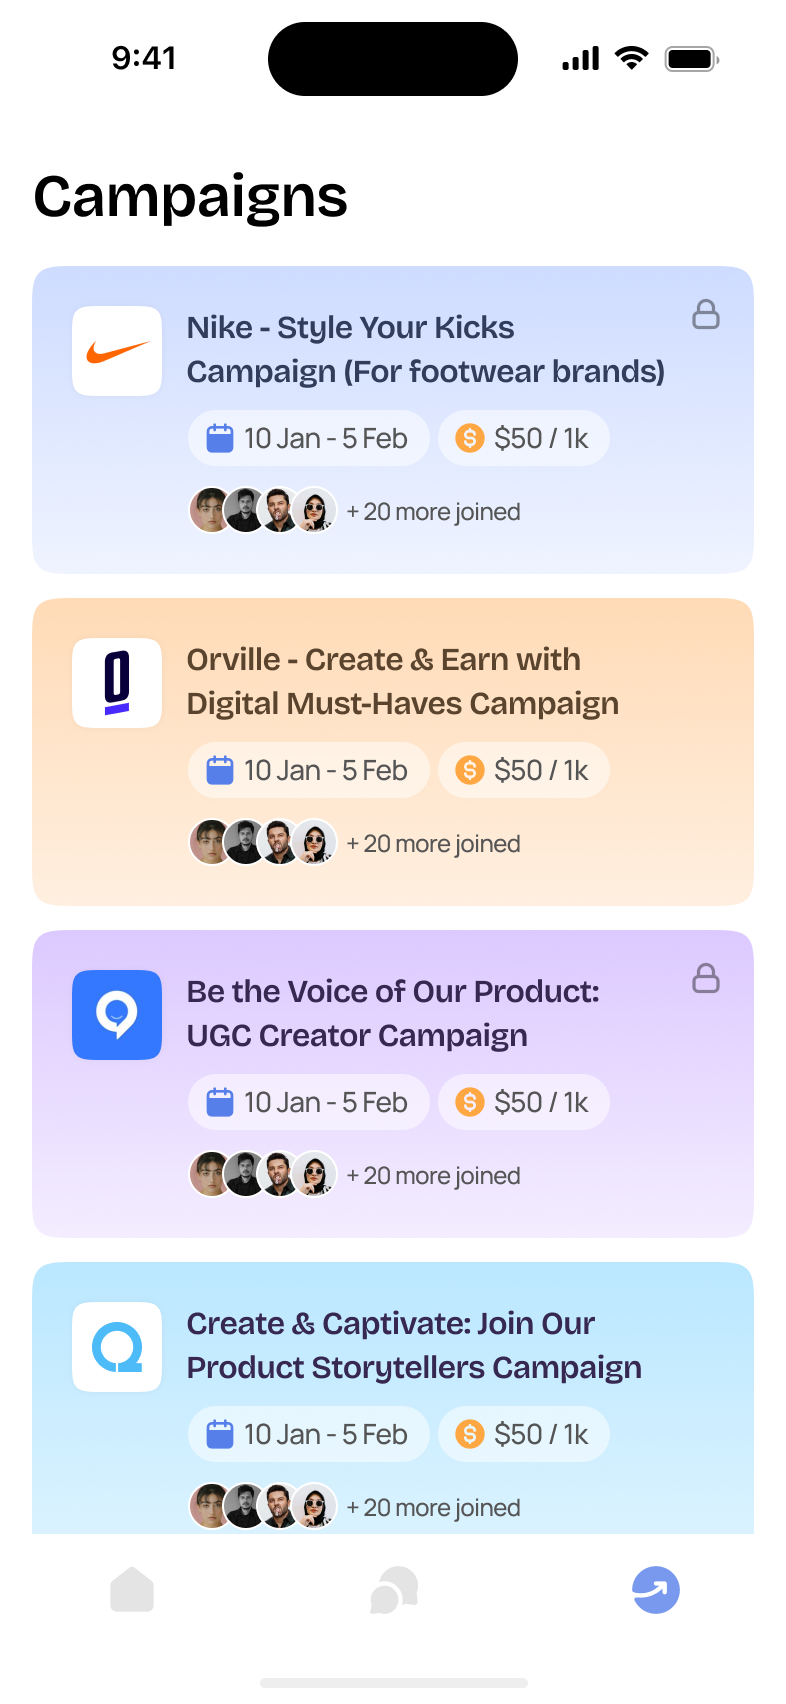 9:41
Campaigns
Nike - Style Your Kicks
Campaign (For footwear brands)
10 Jan - 5 Feb $50 / 1k
+ 20 more joined
Orville - Create & Earn with
Digital Must-Haves Campaign
10 Jan - 5 Feb $50 / 1k
+ 20 more joined
Be the Voice of Our Product:
UGC Creator Campaign
10 Jan - 5 Feb $50 / 1k
+ 20 more joined
Create & Captivate: Join Our
Product Storytellers Campaign
10 Jan - 5 Feb $50 / 1k
+ 20 more joined